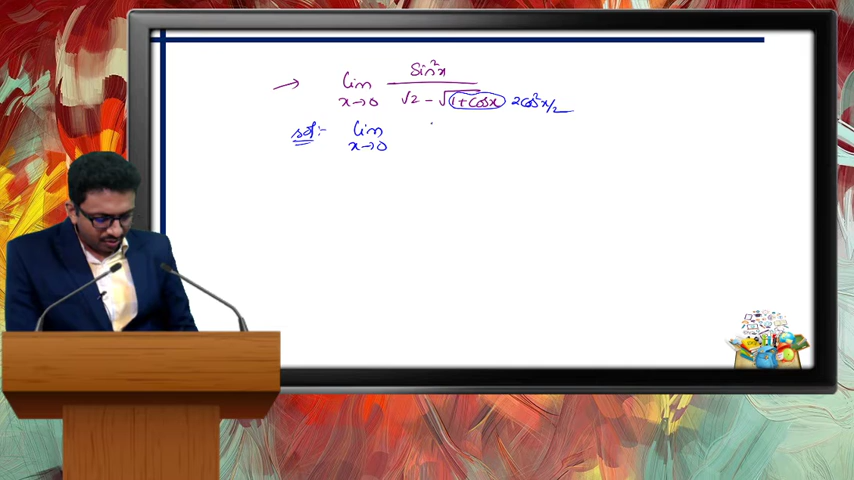 → lim x→0 Sin²x / √2 - √1+Cosx 2Cos²x/2
Sol:- lim x→0